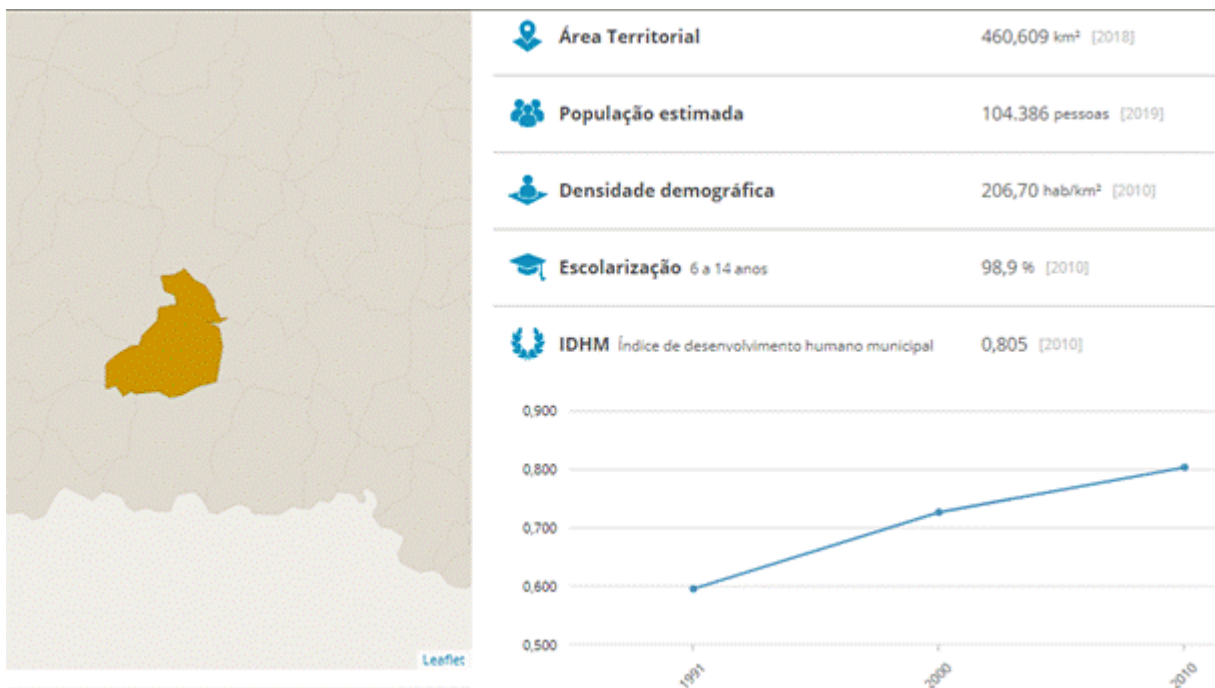 Área Territorial 460,609 km² [2018]
População estimada 104.386 pessoas [2019]
Densidade demográfica 206,70 hab/km² [2010]
Escolarização 6 a 14 anos 98,9 % [2010]
IDHM Índice de desenvolvimento humano municipal 0,805 [2010]
0,900
0,800
0,700
0,600
0,500
1991 2000 2010
Leaflet